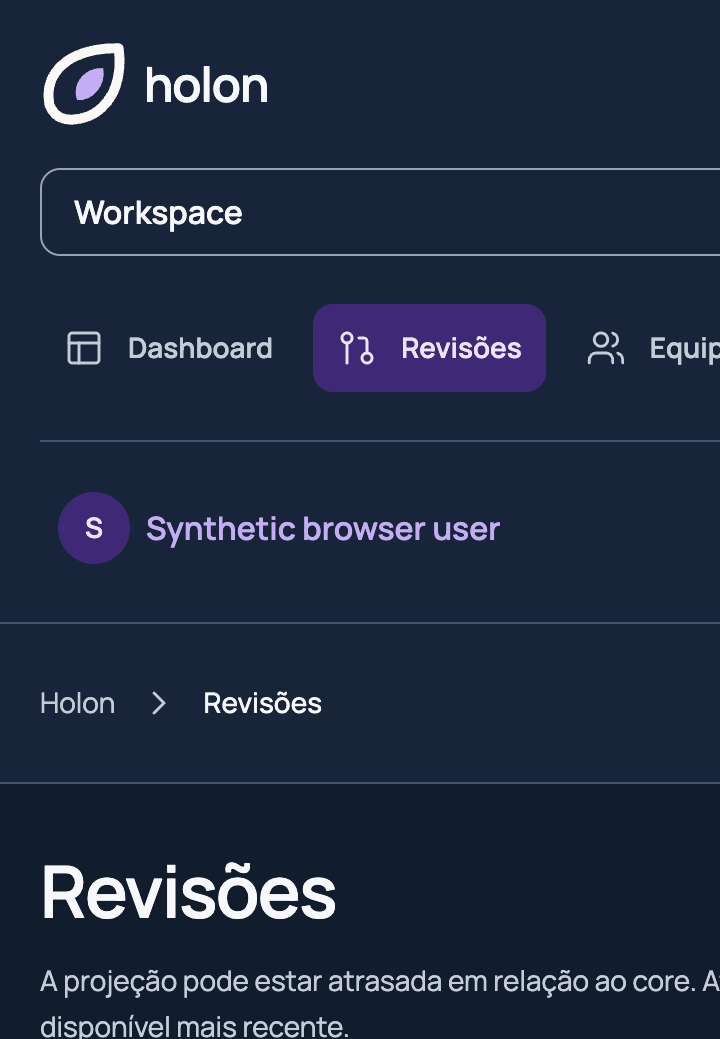 holon
Workspace
Dashboard
Revisões
S
Synthetic browser user
Holon
Revisões
Revisões
A projeção pode estar atrasada em relação ao core.
disponível mais recente.